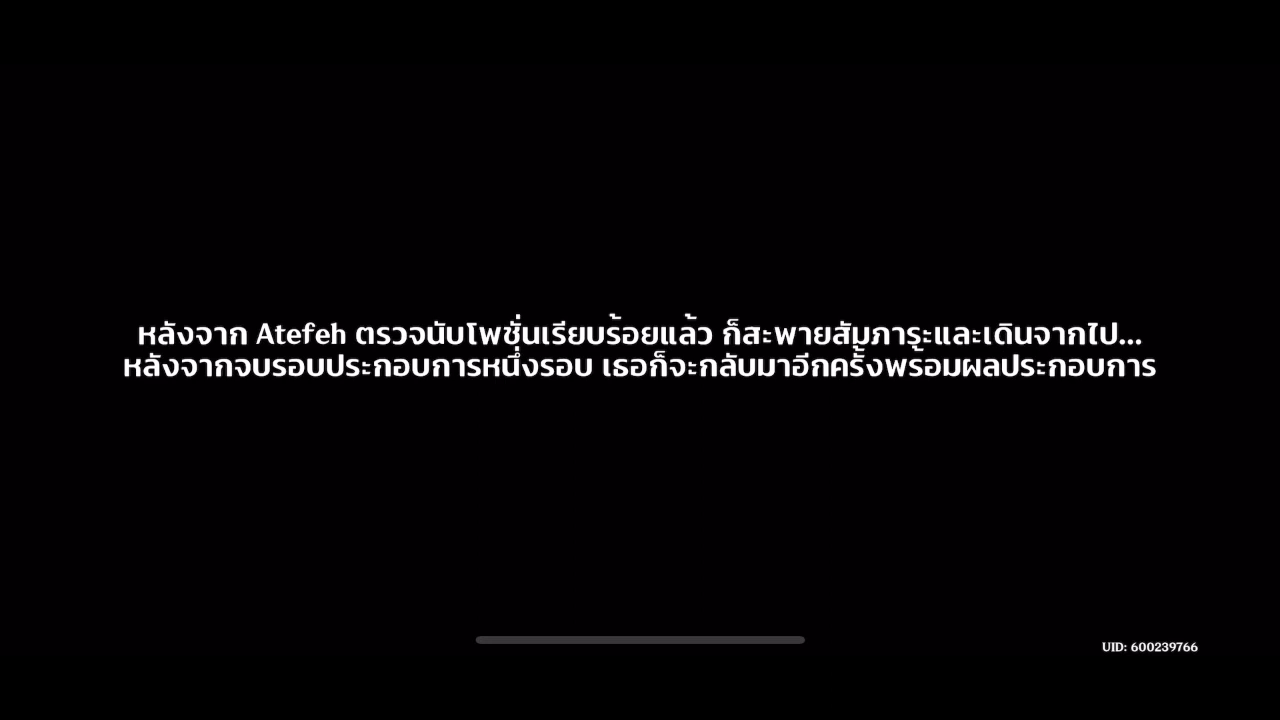 หลังจาก Atefeh ตรวจนับโพชั่นเรียบร้อยแล้ว ก็สะพายสัมภาระและเดินจากไป...
หลังจากจบรอบประกอบการหนึ่งรอบ เธอก็จะกลับมาอีกครั้งพร้อมผลประกอบการ
UID: 600239766